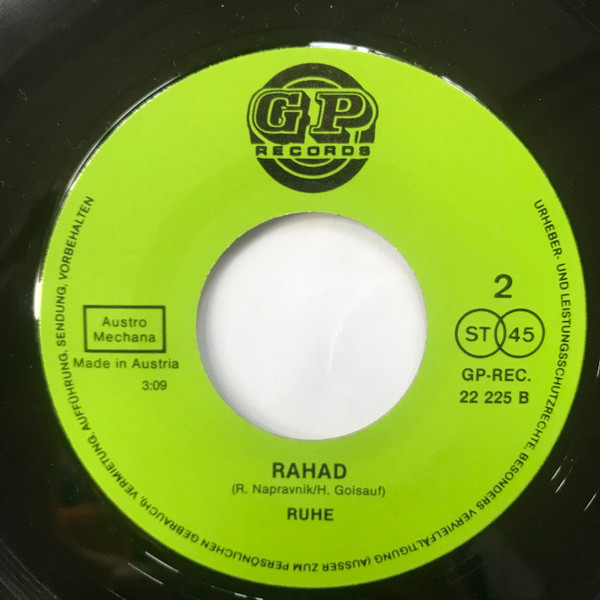 GP
RECORDS
URHEBER- UND LEISTUNGSSCHUTZRECHTE, BESONDERS VERVIELFÄLTIGUNG (AUSSER ZUM PERSÖNLICHEN GEBRAUCH), VERMIETUNG, AUFFÜHRUNG, SENDUNG, VORBEHALTEN
Austro
Mechana
Made in Austria
3:09
2
ST 45
GP-REC.
22 225 B
RAHAD
(R. Napravnik/H. Goisauf)
RUHE